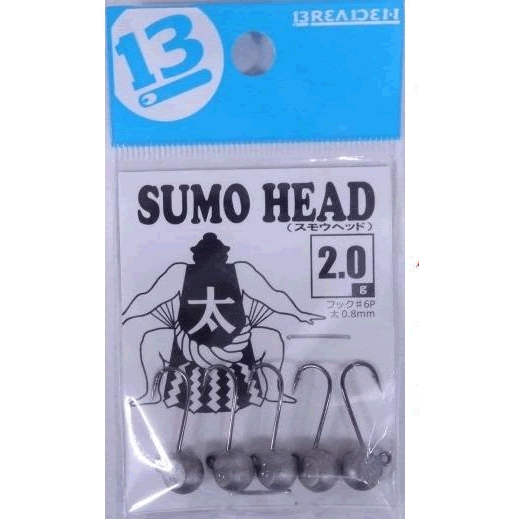 13
BREADEN
SUMO HEAD
（スモウヘッド）
2.0
g
フック♯6P
太0.8mm
太